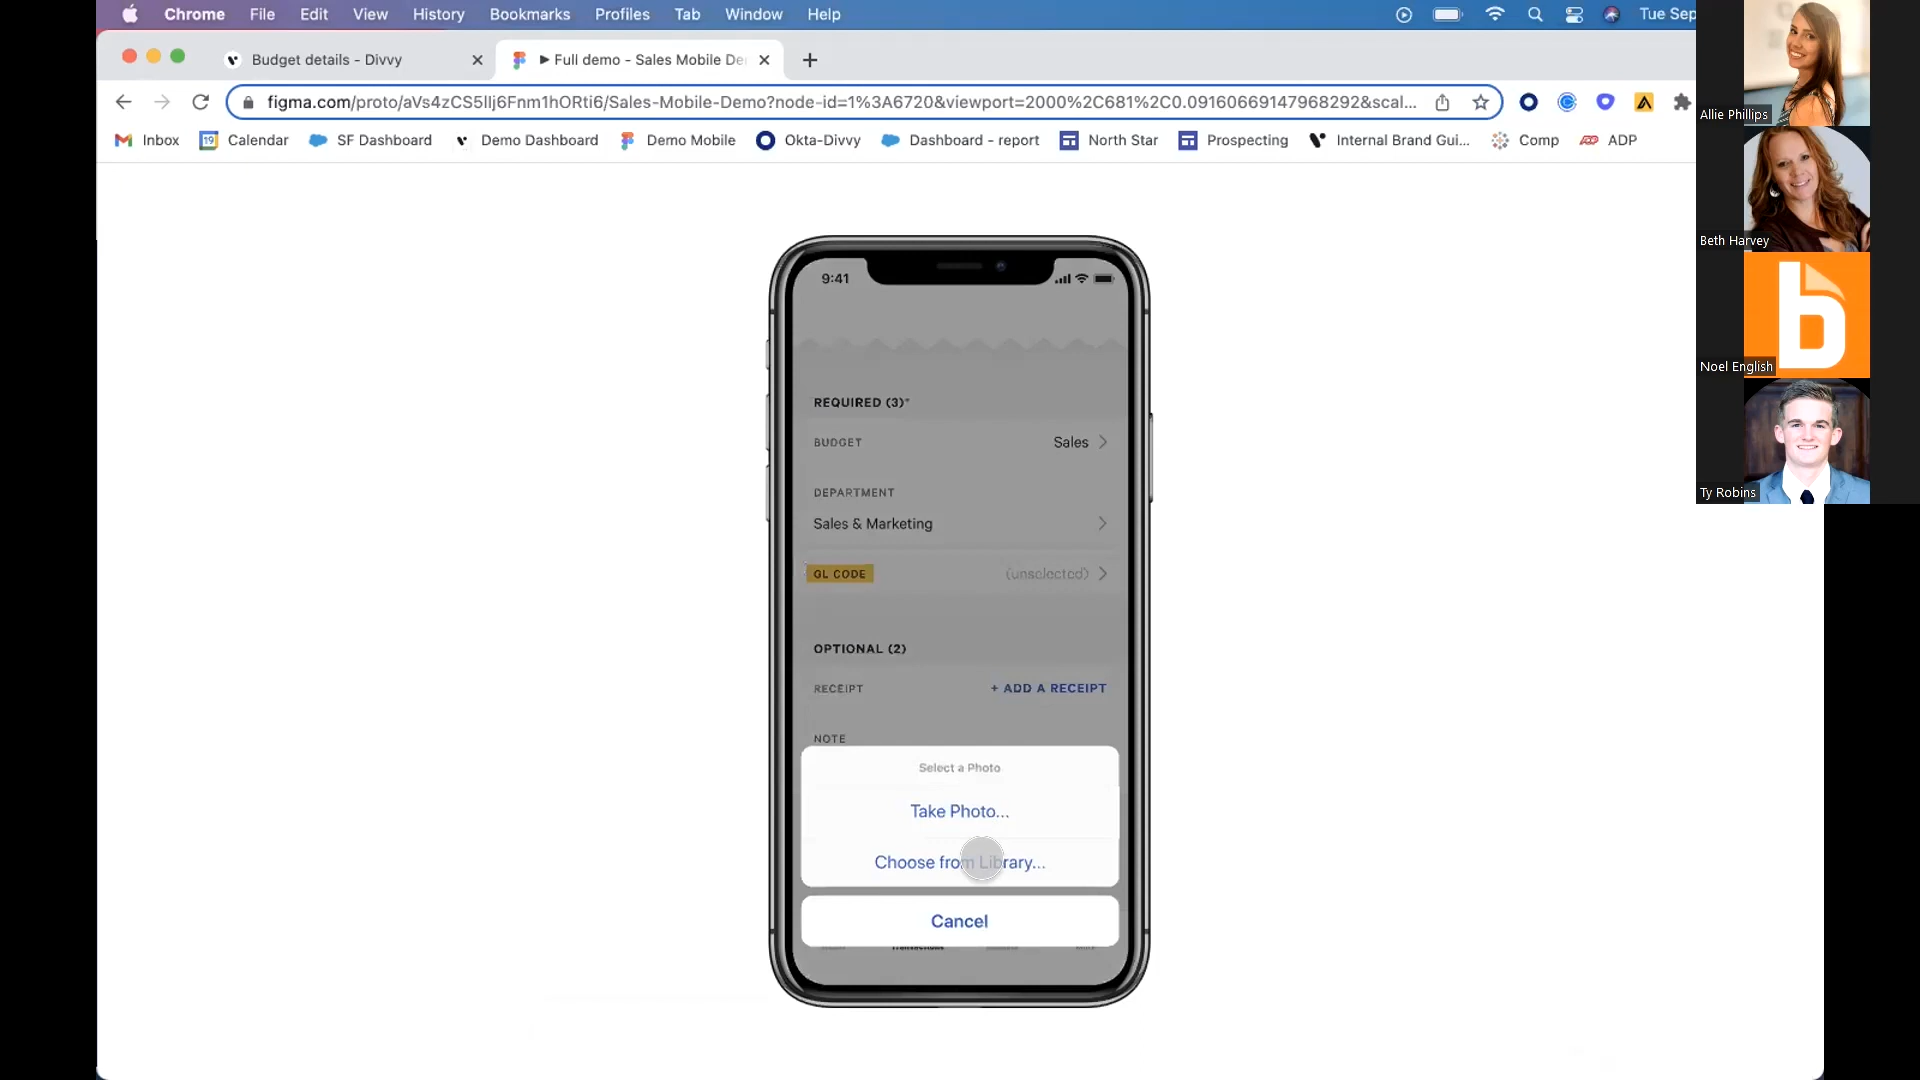 Chrome File Edit View History Bookmarks Profiles Tab Window Help Tue Sep
Budget details - Divvy
Full demo - Sales Mobile De
figma.com/proto/aVs4zCS5lIj6Fnm1hORti6/Sales-Mobile-Demo?node-id=1%3A6720&viewport=2000%2C681%2C0.09160669147968292&scal...
Inbox 19 Calendar SF Dashboard Demo Dashboard Demo Mobile Okta-Divvy Dashboard - report North Star Prospecting Internal Brand Gui... Comp ADP
Allie Phillips
Beth Harvey
b
Noel English
Ty Robins
9:41
REQUIRED (3)*
BUDGET Sales
DEPARTMENT
Sales & Marketing
GL CODE (unselected)
OPTIONAL (2)
RECEIPT + ADD A RECEIPT
NOTE
Select a Photo
Take Photo...
Choose from Library...
Cancel